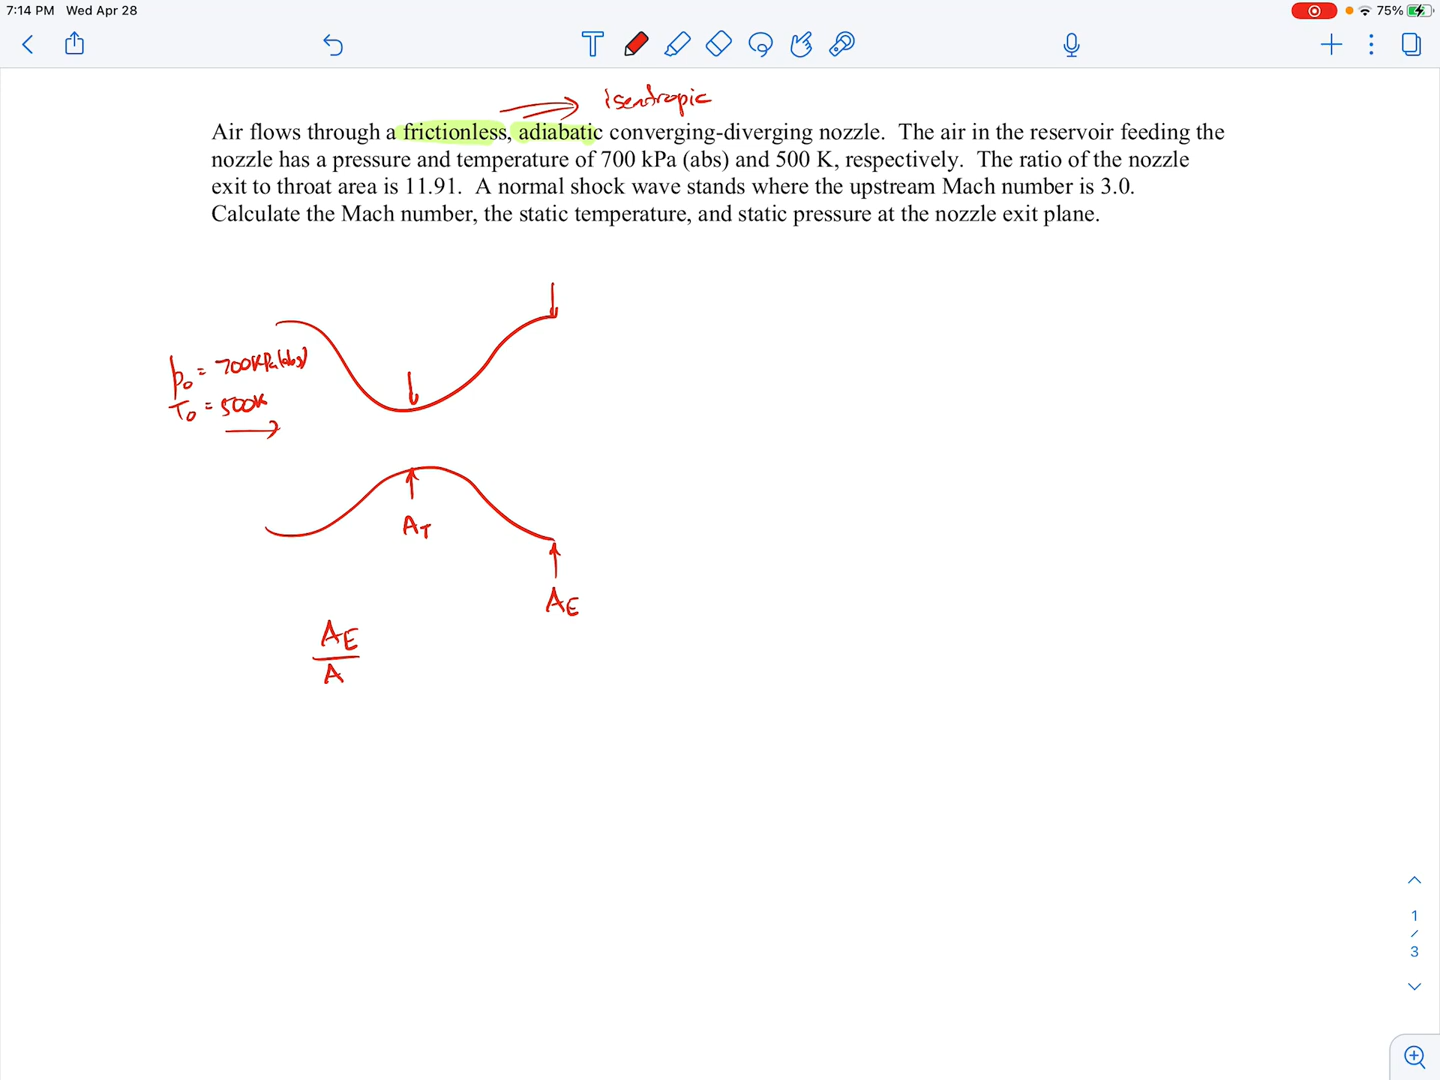 7:14 PM Wed Apr 28
75%
isentropic
Air flows through a frictionless, adiabatic converging-diverging nozzle. The air in the reservoir feeding the
nozzle has a pressure and temperature of 700 kPa (abs) and 500 K, respectively. The ratio of the nozzle
exit to throat area is 11.91. A normal shock wave stands where the upstream Mach number is 3.0.
Calculate the Mach number, the static temperature, and static pressure at the nozzle exit plane.
p₀ = 700kPa(abs)
T₀ = 500K
A_T
A_E
A_E
A
1
/
3